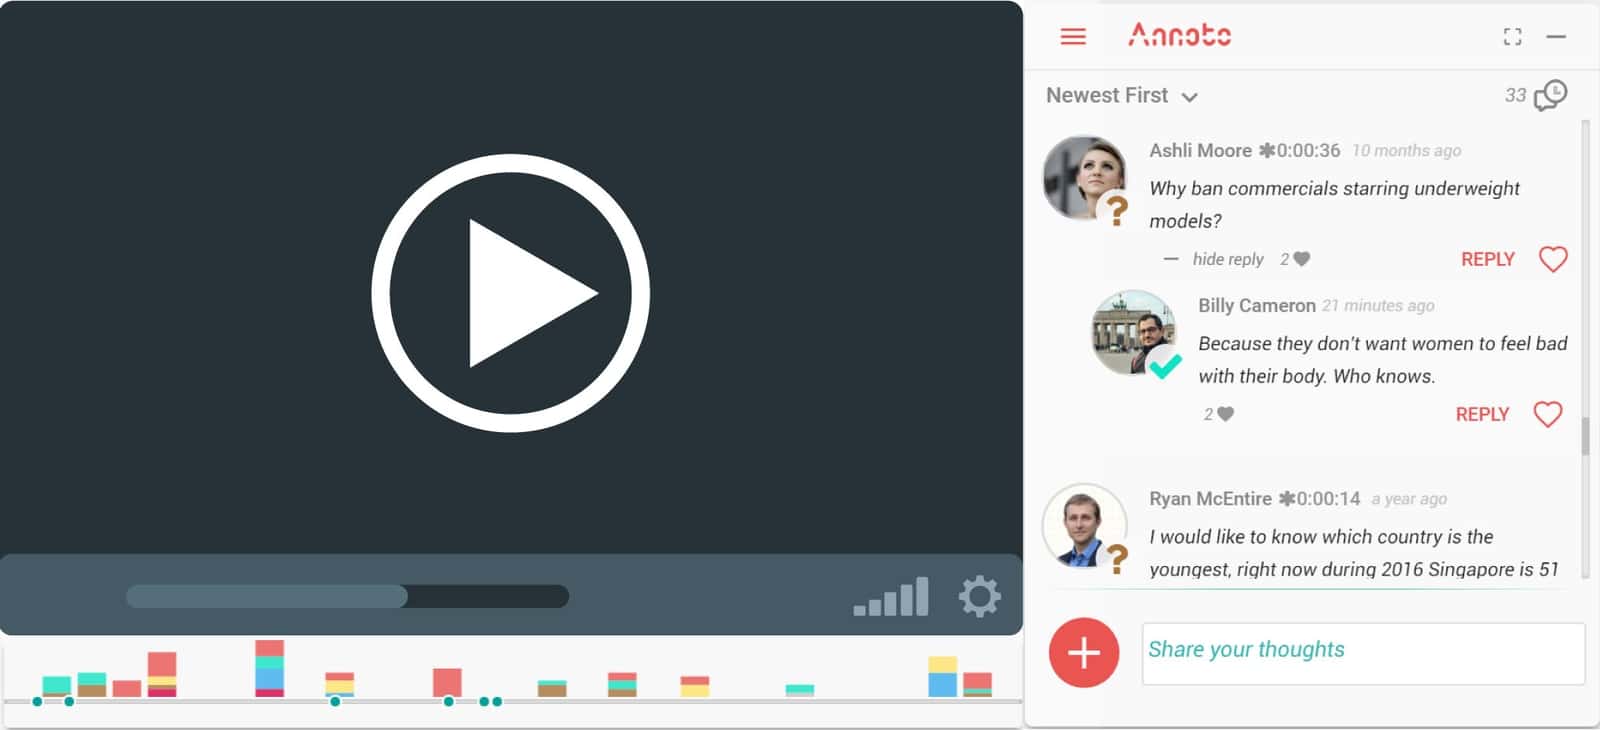 Annoto
Newest First
33
Ashli Moore ✱0:00:36 10 months ago
Why ban commercials starring underweight
models?
— hide reply 2 REPLY
Billy Cameron 21 minutes ago
Because they don't want women to feel bad
with their body. Who knows.
2 REPLY
Ryan McEntire ✱0:00:14 a year ago
I would like to know which country is the
youngest, right now during 2016 Singapore is 51
Share your thoughts